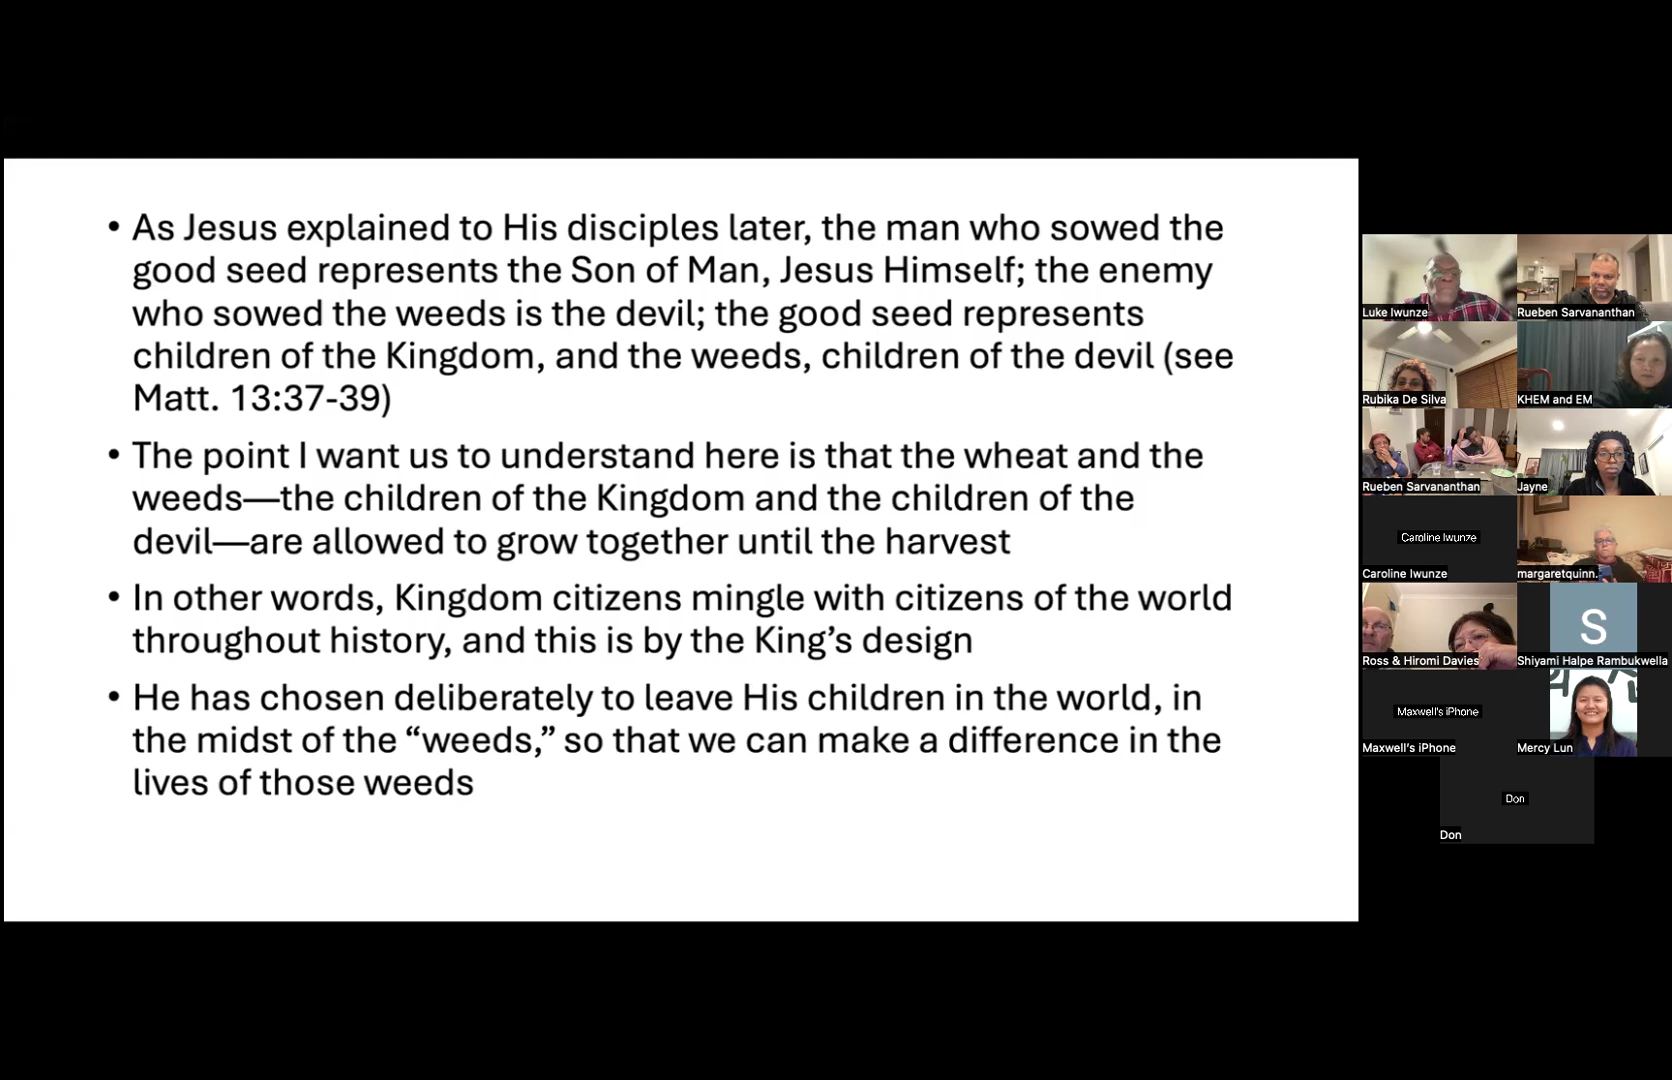 • As Jesus explained to His disciples later, the man who sowed the
good seed represents the Son of Man, Jesus Himself; the enemy
who sowed the weeds is the devil; the good seed represents
children of the Kingdom, and the weeds, children of the devil (see
Matt. 13:37-39)
• The point I want us to understand here is that the wheat and the
weeds—the children of the Kingdom and the children of the
devil—are allowed to grow together until the harvest
• In other words, Kingdom citizens mingle with citizens of the world
throughout history, and this is by the King’s design
• He has chosen deliberately to leave His children in the world, in
the midst of the “weeds,” so that we can make a difference in the
lives of those weeds
Luke Iwunze
Rueben Sarvananthan
Rubika De Silva
KHEM and EM
Rueben Sarvananthan
Jayne
Caroline Iwunze
Caroline Iwunze
margaretquinn.
Ross & Hiromi Davies
S
Shiyami Halpe Rambukwella
Maxwell's iPhone
Maxwell's iPhone
Mercy Lun
Don
Don